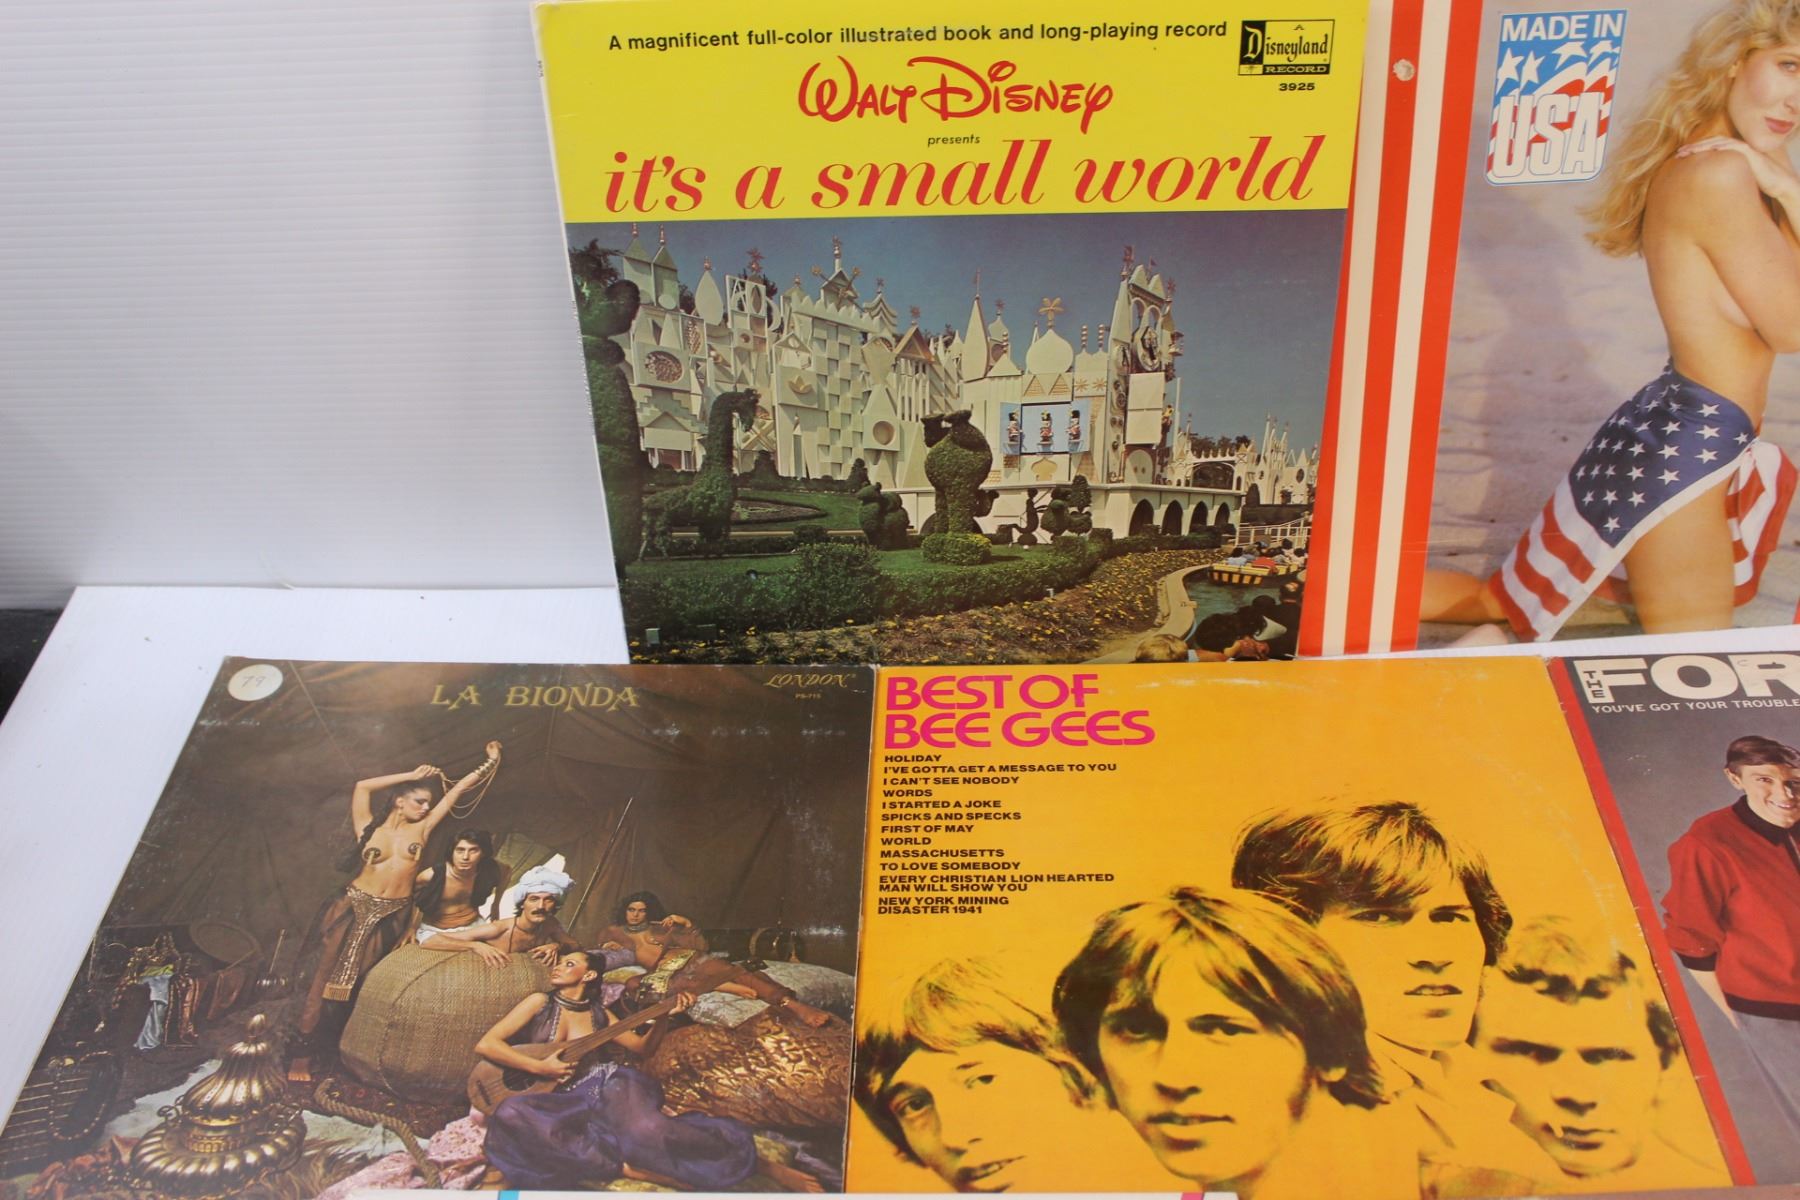 A magnificent full-color illustrated book and long-playing record
A
Disneyland
RECORD
3925
WALT DISNEY
presents
it's a small world
MADE IN
USA
79
LA BIONDA
LONDON
PS-715
BEST OF
BEE GEES
HOLIDAY
I'VE GOTTA GET A MESSAGE TO YOU
I CAN'T SEE NOBODY
WORDS
I STARTED A JOKE
SPICKS AND SPECKS
FIRST OF MAY
WORLD
MASSACHUSETTS
TO LOVE SOMEBODY
EVERY CHRISTIAN LION HEARTED
MAN WILL SHOW YOU
NEW YORK MINING
DISASTER 1941
THE
FOR
YOU'VE GOT YOUR TROUBLE